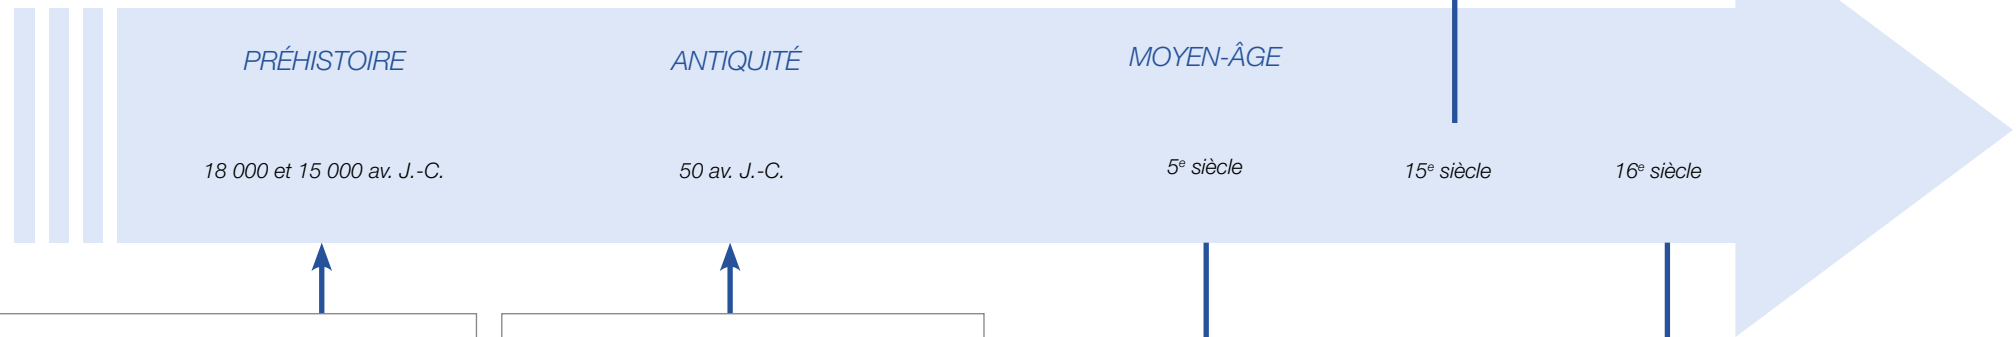 PRÉHISTOIRE
ANTIQUITÉ
MOYEN-ÂGE
18 000 et 15 000 av. J.-C.
50 av. J.-C.
5e siècle
15e siècle
16e siècle